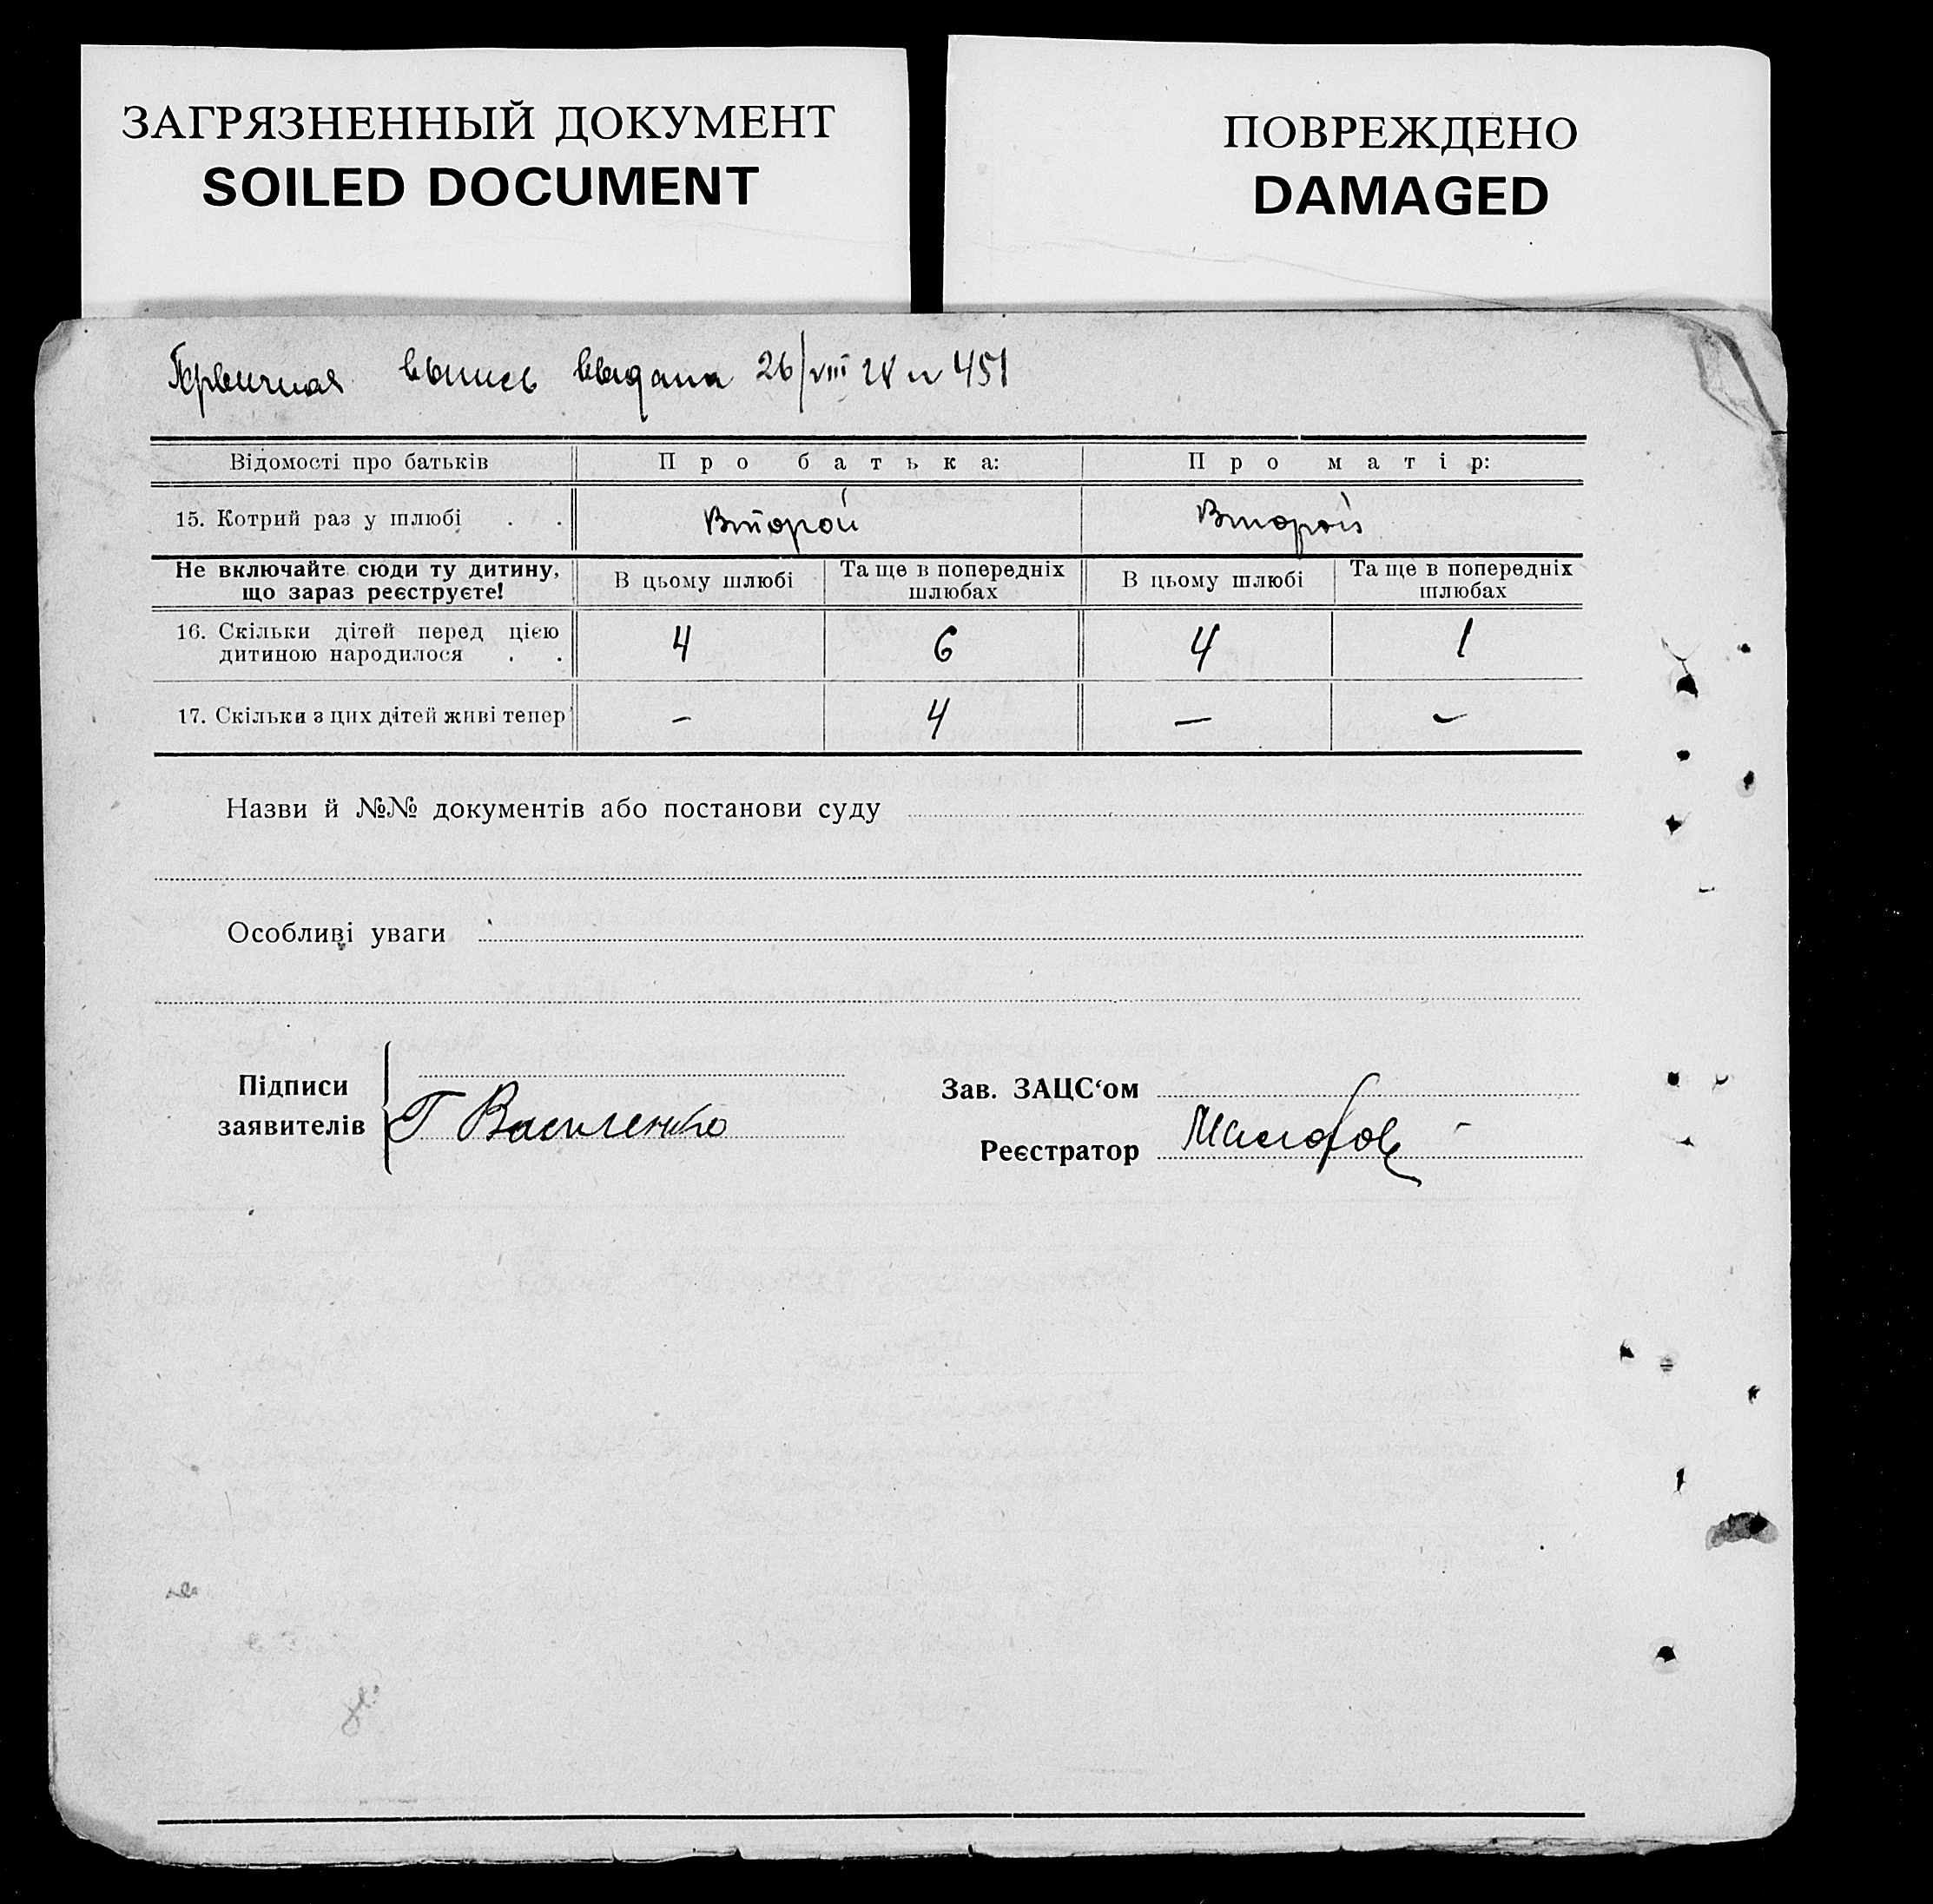 ЗАГРЯЗНЕННЫЙ ДОКУМЕНТ
SOILED DOCUMENT
ПОВРЕЖДЕНО
DAMAGED
Первичная выпись выдана 26/VIII 28 № 451
Відомості про батьків Про батька: Про матір:
15. Котрий раз у шлюбі . . Второй Второй
Не включайте сюди ту дитину, що зараз реєструєте! В цьому шлюбі Та ще в попередніх шлюбах В цьому шлюбі Та ще в попередніх шлюбах
16. Скільки дітей перед цією дитиною народилося . . 4 6 4 1
17. Скільки з цих дітей живі тепер - 4 — -
Назви й №№ документів або постанови суду
Особливі уваги
Підписи заявителів Г Василенко
Зав. ЗАЦС‘ом
Реєстратор